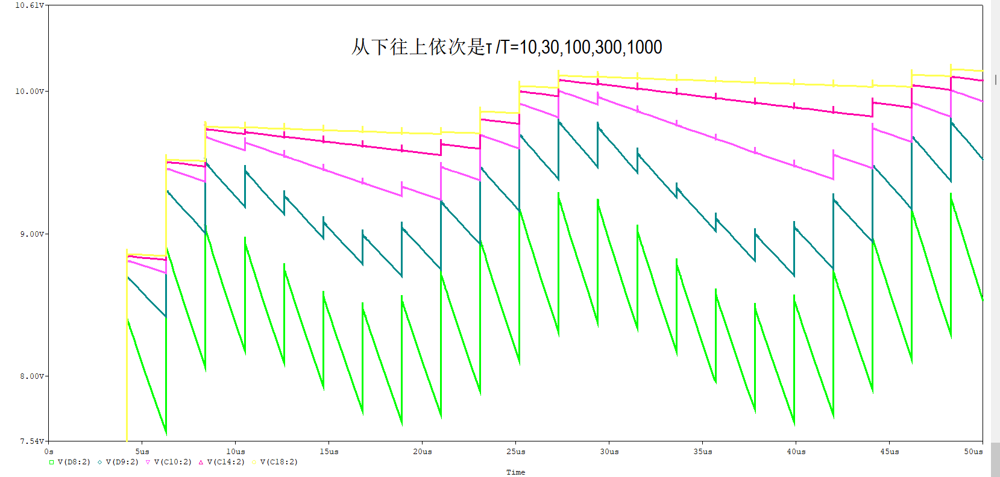 10.61V
从下往上依次是τ/T=10,30,100,300,1000
10.00V
9.00V
8.00V
7.54V
0s 5us 10us 15us 20us 25us 30us 35us 40us 45us 50us
V(D8:2) V(D9:2) V(C10:2) V(C14:2) V(C18:2)
Time